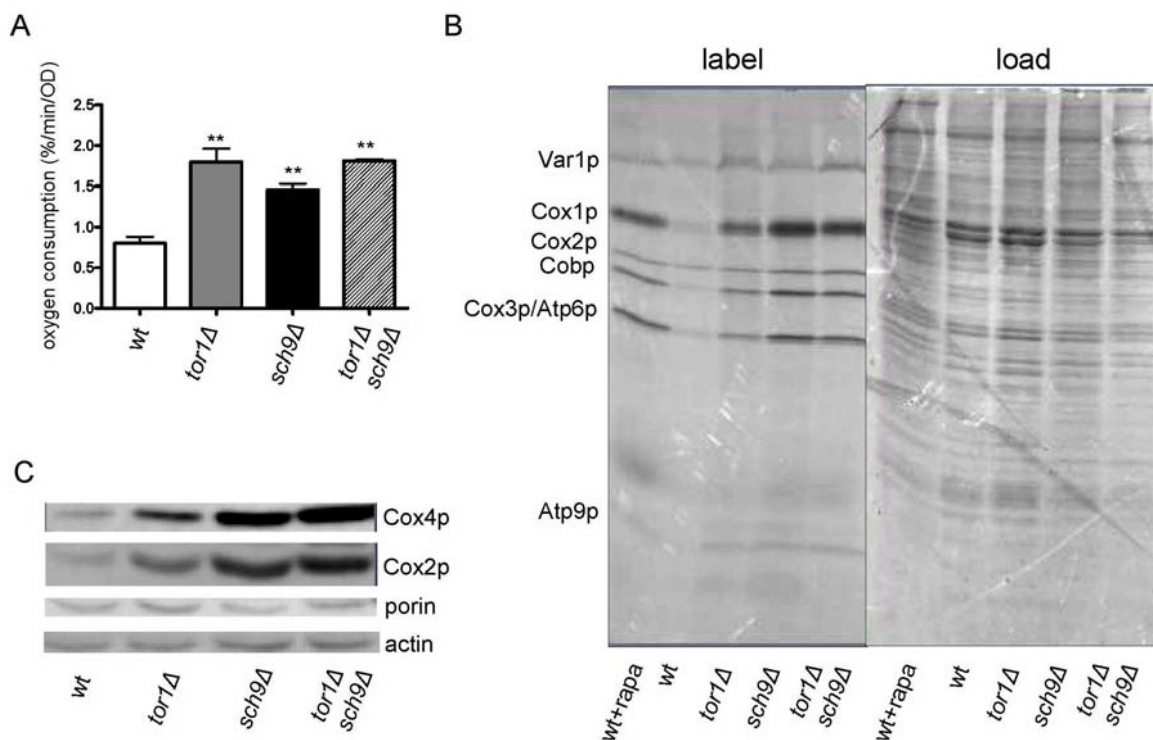 A
oxygen consumption (%/min/OD)
2.5
2.0
1.5
1.0
0.5
0.0
**
**
**
wt
tor1Δ
sch9Δ
tor1Δ
sch9Δ
B
label
load
Var1p
Cox1p
Cox2p
Cobp
Cox3p/Atp6p
Atp9p
wt+rapa
wt
tor1Δ
sch9Δ
tor1Δ
sch9Δ
wt+rapa
wt
tor1Δ
sch9Δ
tor1Δ
sch9Δ
C
Cox4p
Cox2p
porin
actin
wt
tor1Δ
sch9Δ
tor1Δ
sch9Δ